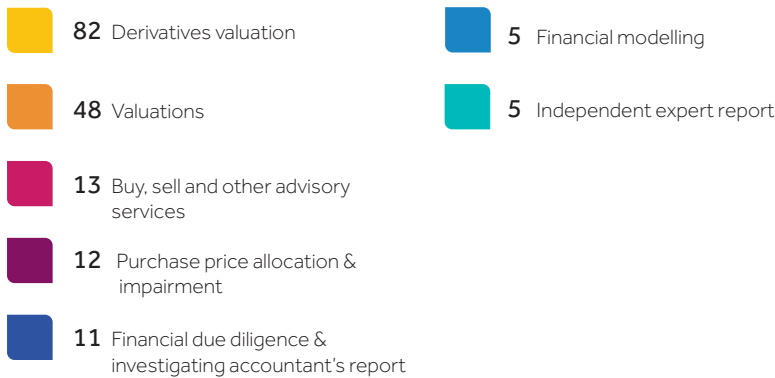 82 Derivatives valuation
48 Valuations
13 Buy, sell and other advisory
services
12 Purchase price allocation &
impairment
11 Financial due diligence &
investigating accountant's report
5 Financial modelling
5 Independent expert report